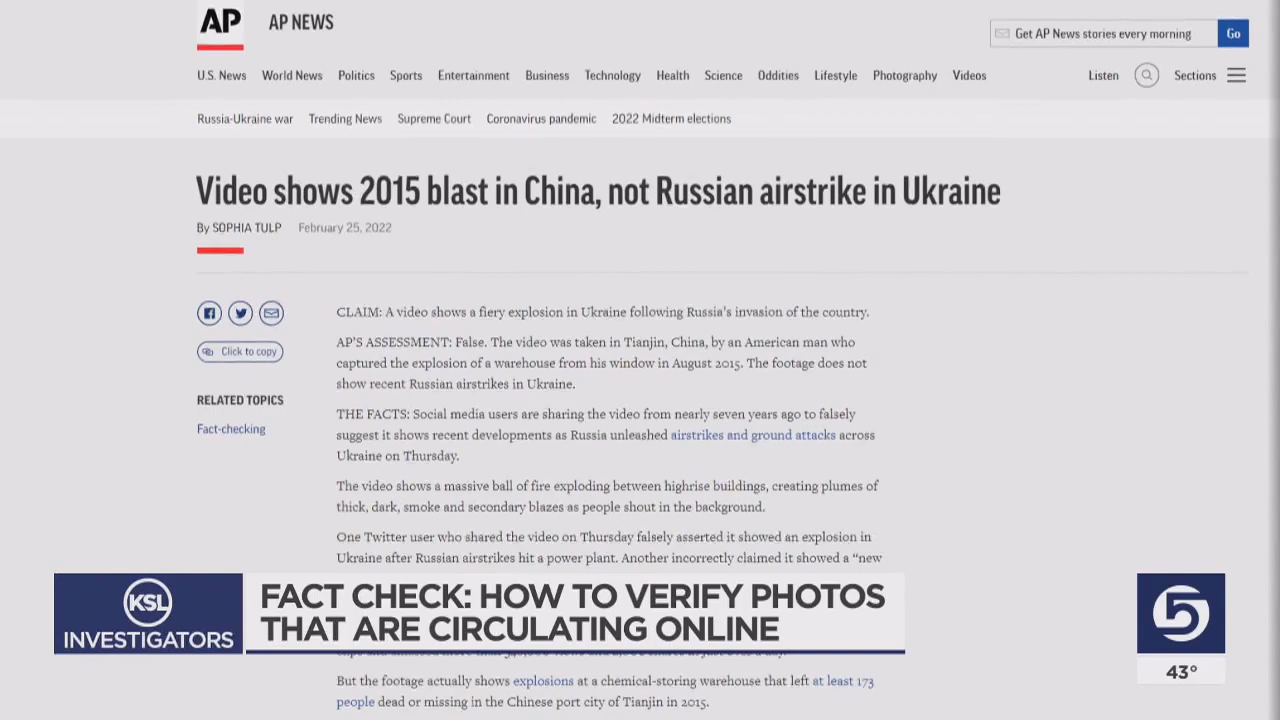 AP AP NEWS
Get AP News stories every morning Go
U.S. News World News Politics Sports Entertainment Business Technology Health Science Oddities Lifestyle Photography Videos Listen Sections
Russia-Ukraine war Trending News Supreme Court Coronavirus pandemic 2022 Midterm elections
Video shows 2015 blast in China, not Russian airstrike in Ukraine
By SOPHIA TULP February 25, 2022
Click to copy
RELATED TOPICS
Fact-checking
CLAIM: A video shows a fiery explosion in Ukraine following Russia's invasion of the country.
AP'S ASSESSMENT: False. The video was taken in Tianjin, China, by an American man who
captured the explosion of a warehouse from his window in August 2015. The footage does not
show recent Russian airstrikes in Ukraine.
THE FACTS: Social media users are sharing the video from nearly seven years ago to falsely
suggest it shows recent developments as Russia unleashed airstrikes and ground attacks across
Ukraine on Thursday.
The video shows a massive ball of fire exploding between highrise buildings, creating plumes of
thick, dark, smoke and secondary blazes as people shout in the background.
One Twitter user who shared the video on Thursday falsely asserted it showed an explosion in
Ukraine after Russian airstrikes hit a power plant. Another incorrectly claimed it showed a “new
KSL
INVESTIGATORS
FACT CHECK: HOW TO VERIFY PHOTOS
THAT ARE CIRCULATING ONLINE
5
43°
But the footage actually shows explosions at a chemical-storing warehouse that left at least 173
people dead or missing in the Chinese port city of Tianjin in 2015.